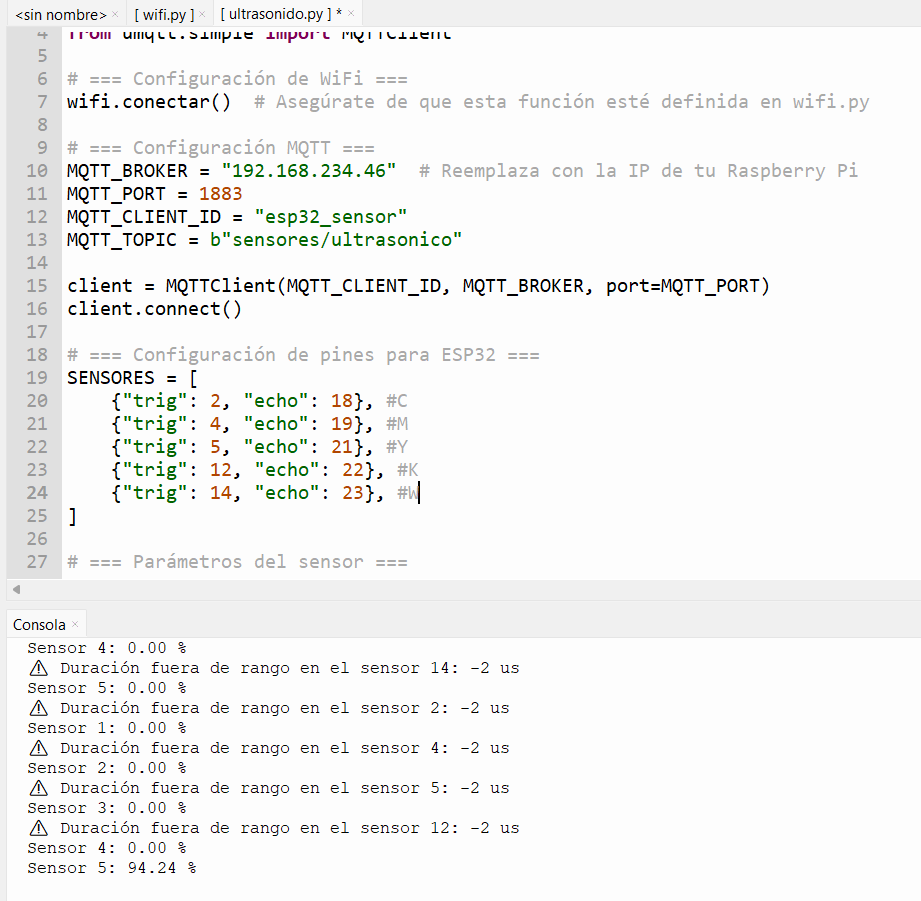 <sin nombre> × [ wifi.py ] × [ ultrasonido.py ] * ×
4 from umqtt.simple import MQTTClient
5
6 # === Configuración de WiFi ===
7 wifi.conectar()  # Asegúrate de que esta función esté definida en wifi.py
8
9 # === Configuración MQTT ===
10 MQTT_BROKER = "192.168.234.46"  # Reemplaza con la IP de tu Raspberry Pi
11 MQTT_PORT = 1883
12 MQTT_CLIENT_ID = "esp32_sensor"
13 MQTT_TOPIC = b"sensores/ultrasonico"
14
15 client = MQTTClient(MQTT_CLIENT_ID, MQTT_BROKER, port=MQTT_PORT)
16 client.connect()
17
18 # === Configuración de pines para ESP32 ===
19 SENSORES = [
20     {"trig": 2, "echo": 18}, #C
21     {"trig": 4, "echo": 19}, #M
22     {"trig": 5, "echo": 21}, #Y
23     {"trig": 12, "echo": 22}, #K
24     {"trig": 14, "echo": 23}, #W
25 ]
26
27 # === Parámetros del sensor ===
Consola ×
Sensor 4: 0.00 %
⚠ Duración fuera de rango en el sensor 14: -2 us
Sensor 5: 0.00 %
⚠ Duración fuera de rango en el sensor 2: -2 us
Sensor 1: 0.00 %
⚠ Duración fuera de rango en el sensor 4: -2 us
Sensor 2: 0.00 %
⚠ Duración fuera de rango en el sensor 5: -2 us
Sensor 3: 0.00 %
⚠ Duración fuera de rango en el sensor 12: -2 us
Sensor 4: 0.00 %
Sensor 5: 94.24 %